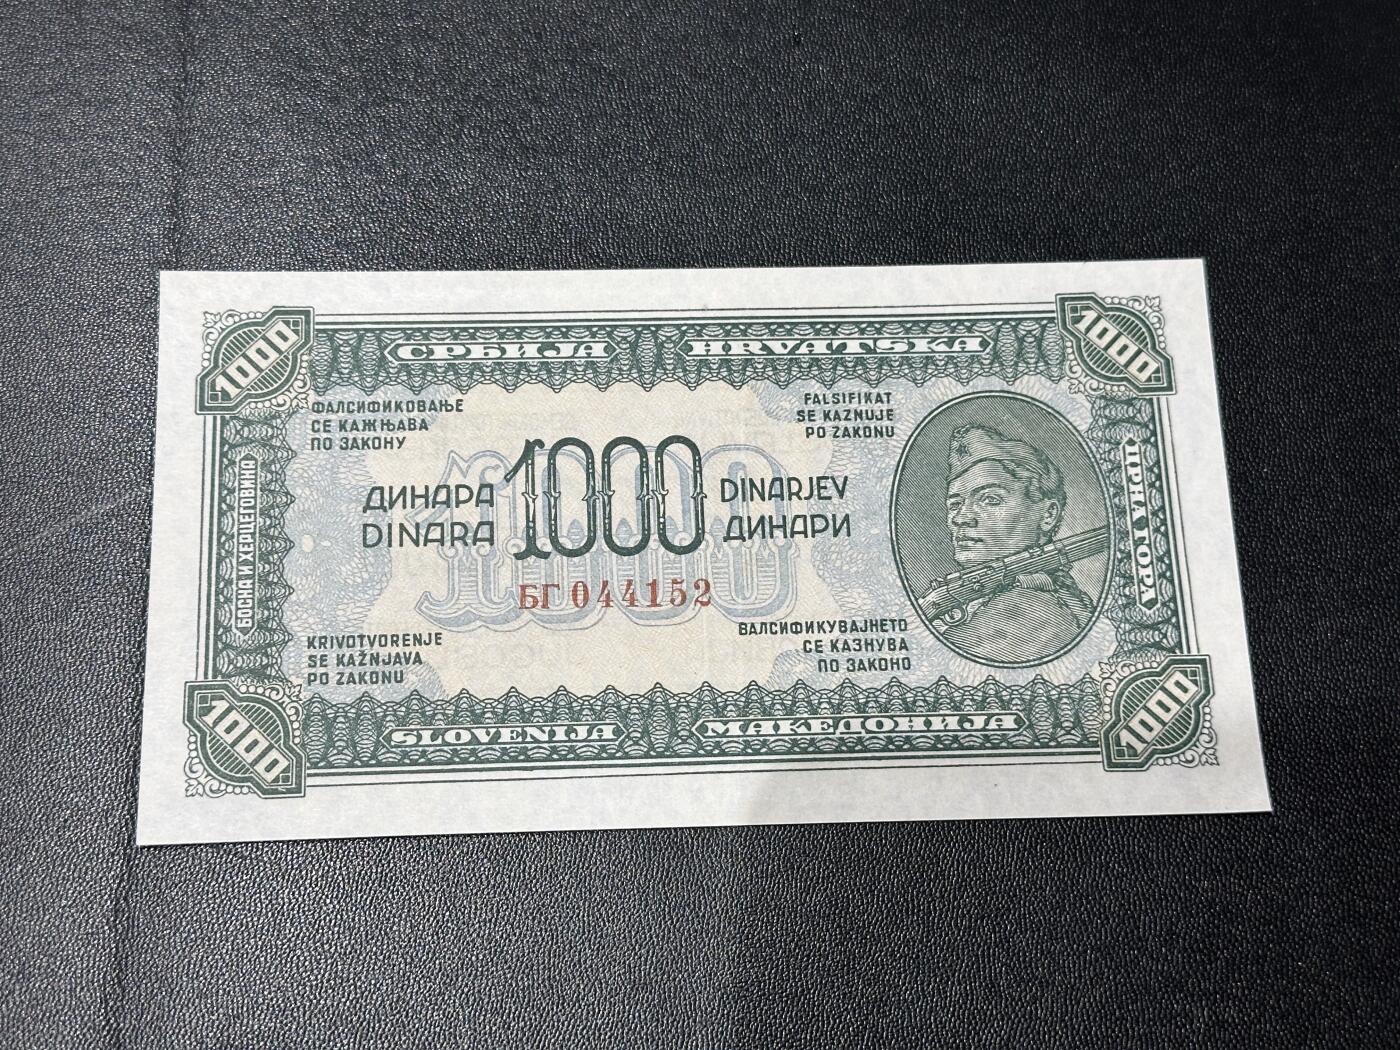 1000
СРБИЈА
HRVATSKA
1000
ФАЛСИФИКОВАЊЕ
СЕ КАЖЊАВА
ПО ЗАКОНУ
FALSIFIKAT
SE KAZNUJE
PO ZAKONU
БОСНА И ХЕРЦЕГОВИНА
ЦРНА ГОРА
ДИНАРА
DINARA
1000
DINARJEV
ДИНАРИ
1000
БГ 044152
KRIVOTVORENJE
SE KAŽNJAVA
PO ZAKONU
ВАЛСИФИКУВАЈНЕТО
СЕ КАЗНУВА
ПО ЗАКОНО
1000
SLOVENIJA
МАКЕДОНИЈА
1000